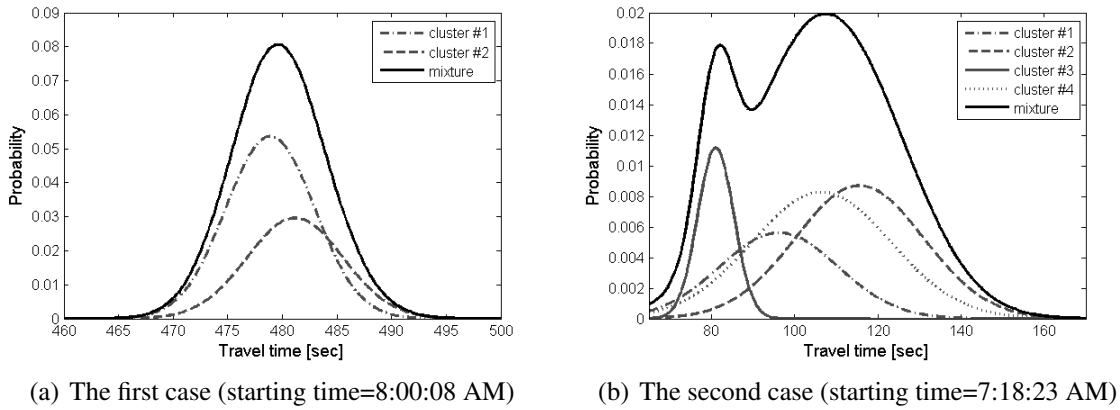 0.09
0.08
0.07
0.06
0.05
0.04
0.03
0.02
0.01
0
Probability
460 465 470 475 480 485 490 495 500
Travel time [sec]
cluster #1
cluster #2
mixture
(a) The first case (starting time=8:00:08 AM)
0.02
0.018
0.016
0.014
0.012
0.01
0.008
0.006
0.004
0.002
0
Probability
80 100 120 140 160
Travel time [sec]
cluster #1
cluster #2
cluster #3
cluster #4
mixture
(b) The second case (starting time=7:18:23 AM)